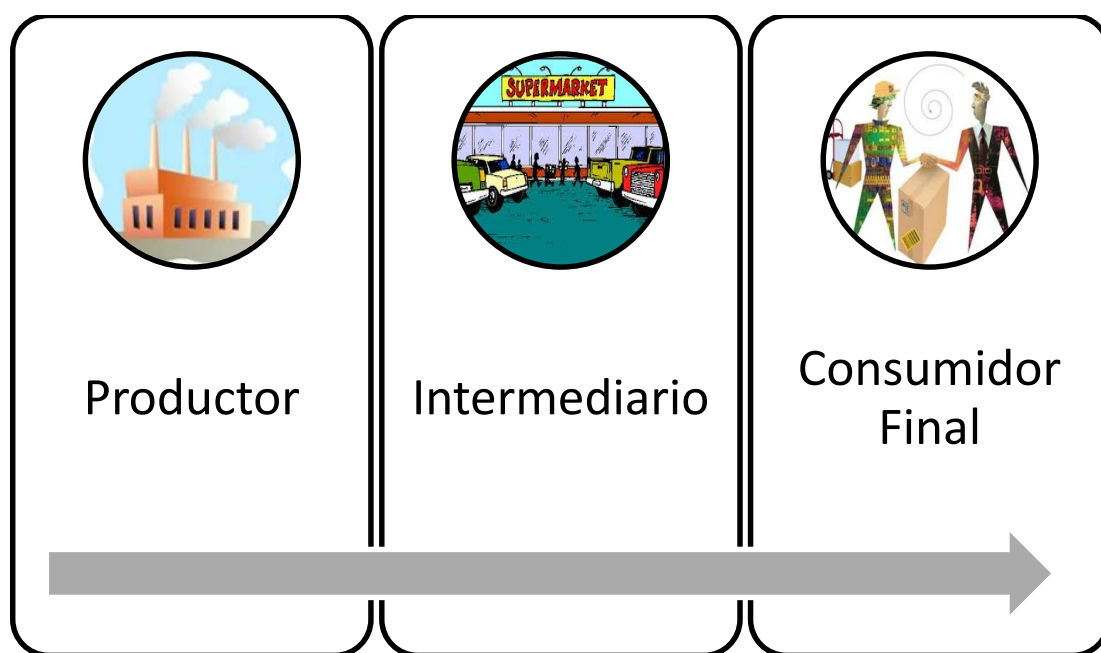 SUPERMARKET
Productor
Intermediario
Consumidor
Final